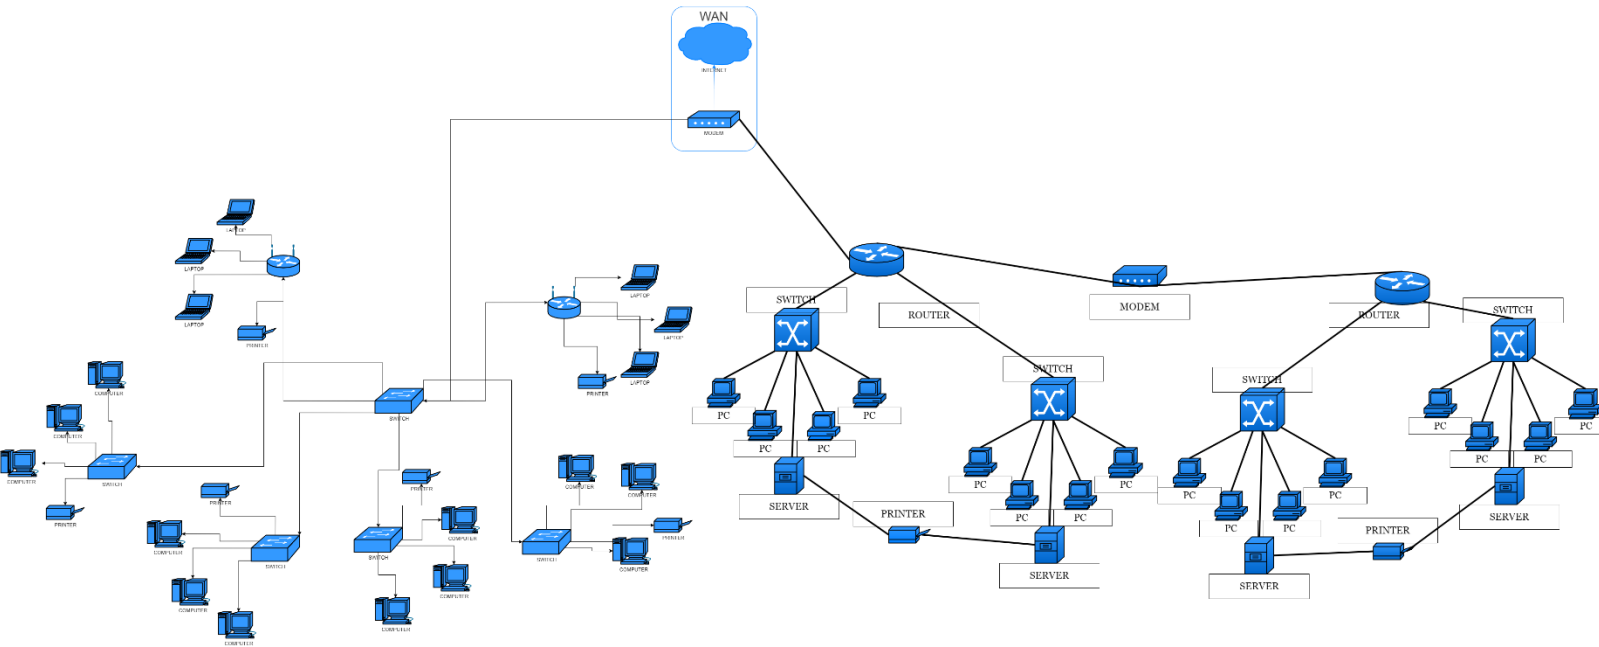 WAN
INTERNET
MODEM
LAPTOP
LAPTOP
LAPTOP
PRINTER
LAPTOP
LAPTOP
LAPTOP
PRINTER
SWITCH
COMPUTER
COMPUTER
COMPUTER
SWITCH
PRINTER
PRINTER
COMPUTER
SWITCH
COMPUTER
COMPUTER
PRINTER
COMPUTER
SWITCH
COMPUTER
COMPUTER
COMPUTER
COMPUTER
PRINTER
SWITCH
COMPUTER
SWITCH
ROUTER
MODEM
ROUTER
SWITCH
PC
PC
PC
PC
SERVER
PRINTER
SWITCH
PC
PC
PC
PC
SERVER
SWITCH
PC
PC
PC
PC
SERVER
PRINTER
SWITCH
PC
PC
PC
PC
SERVER